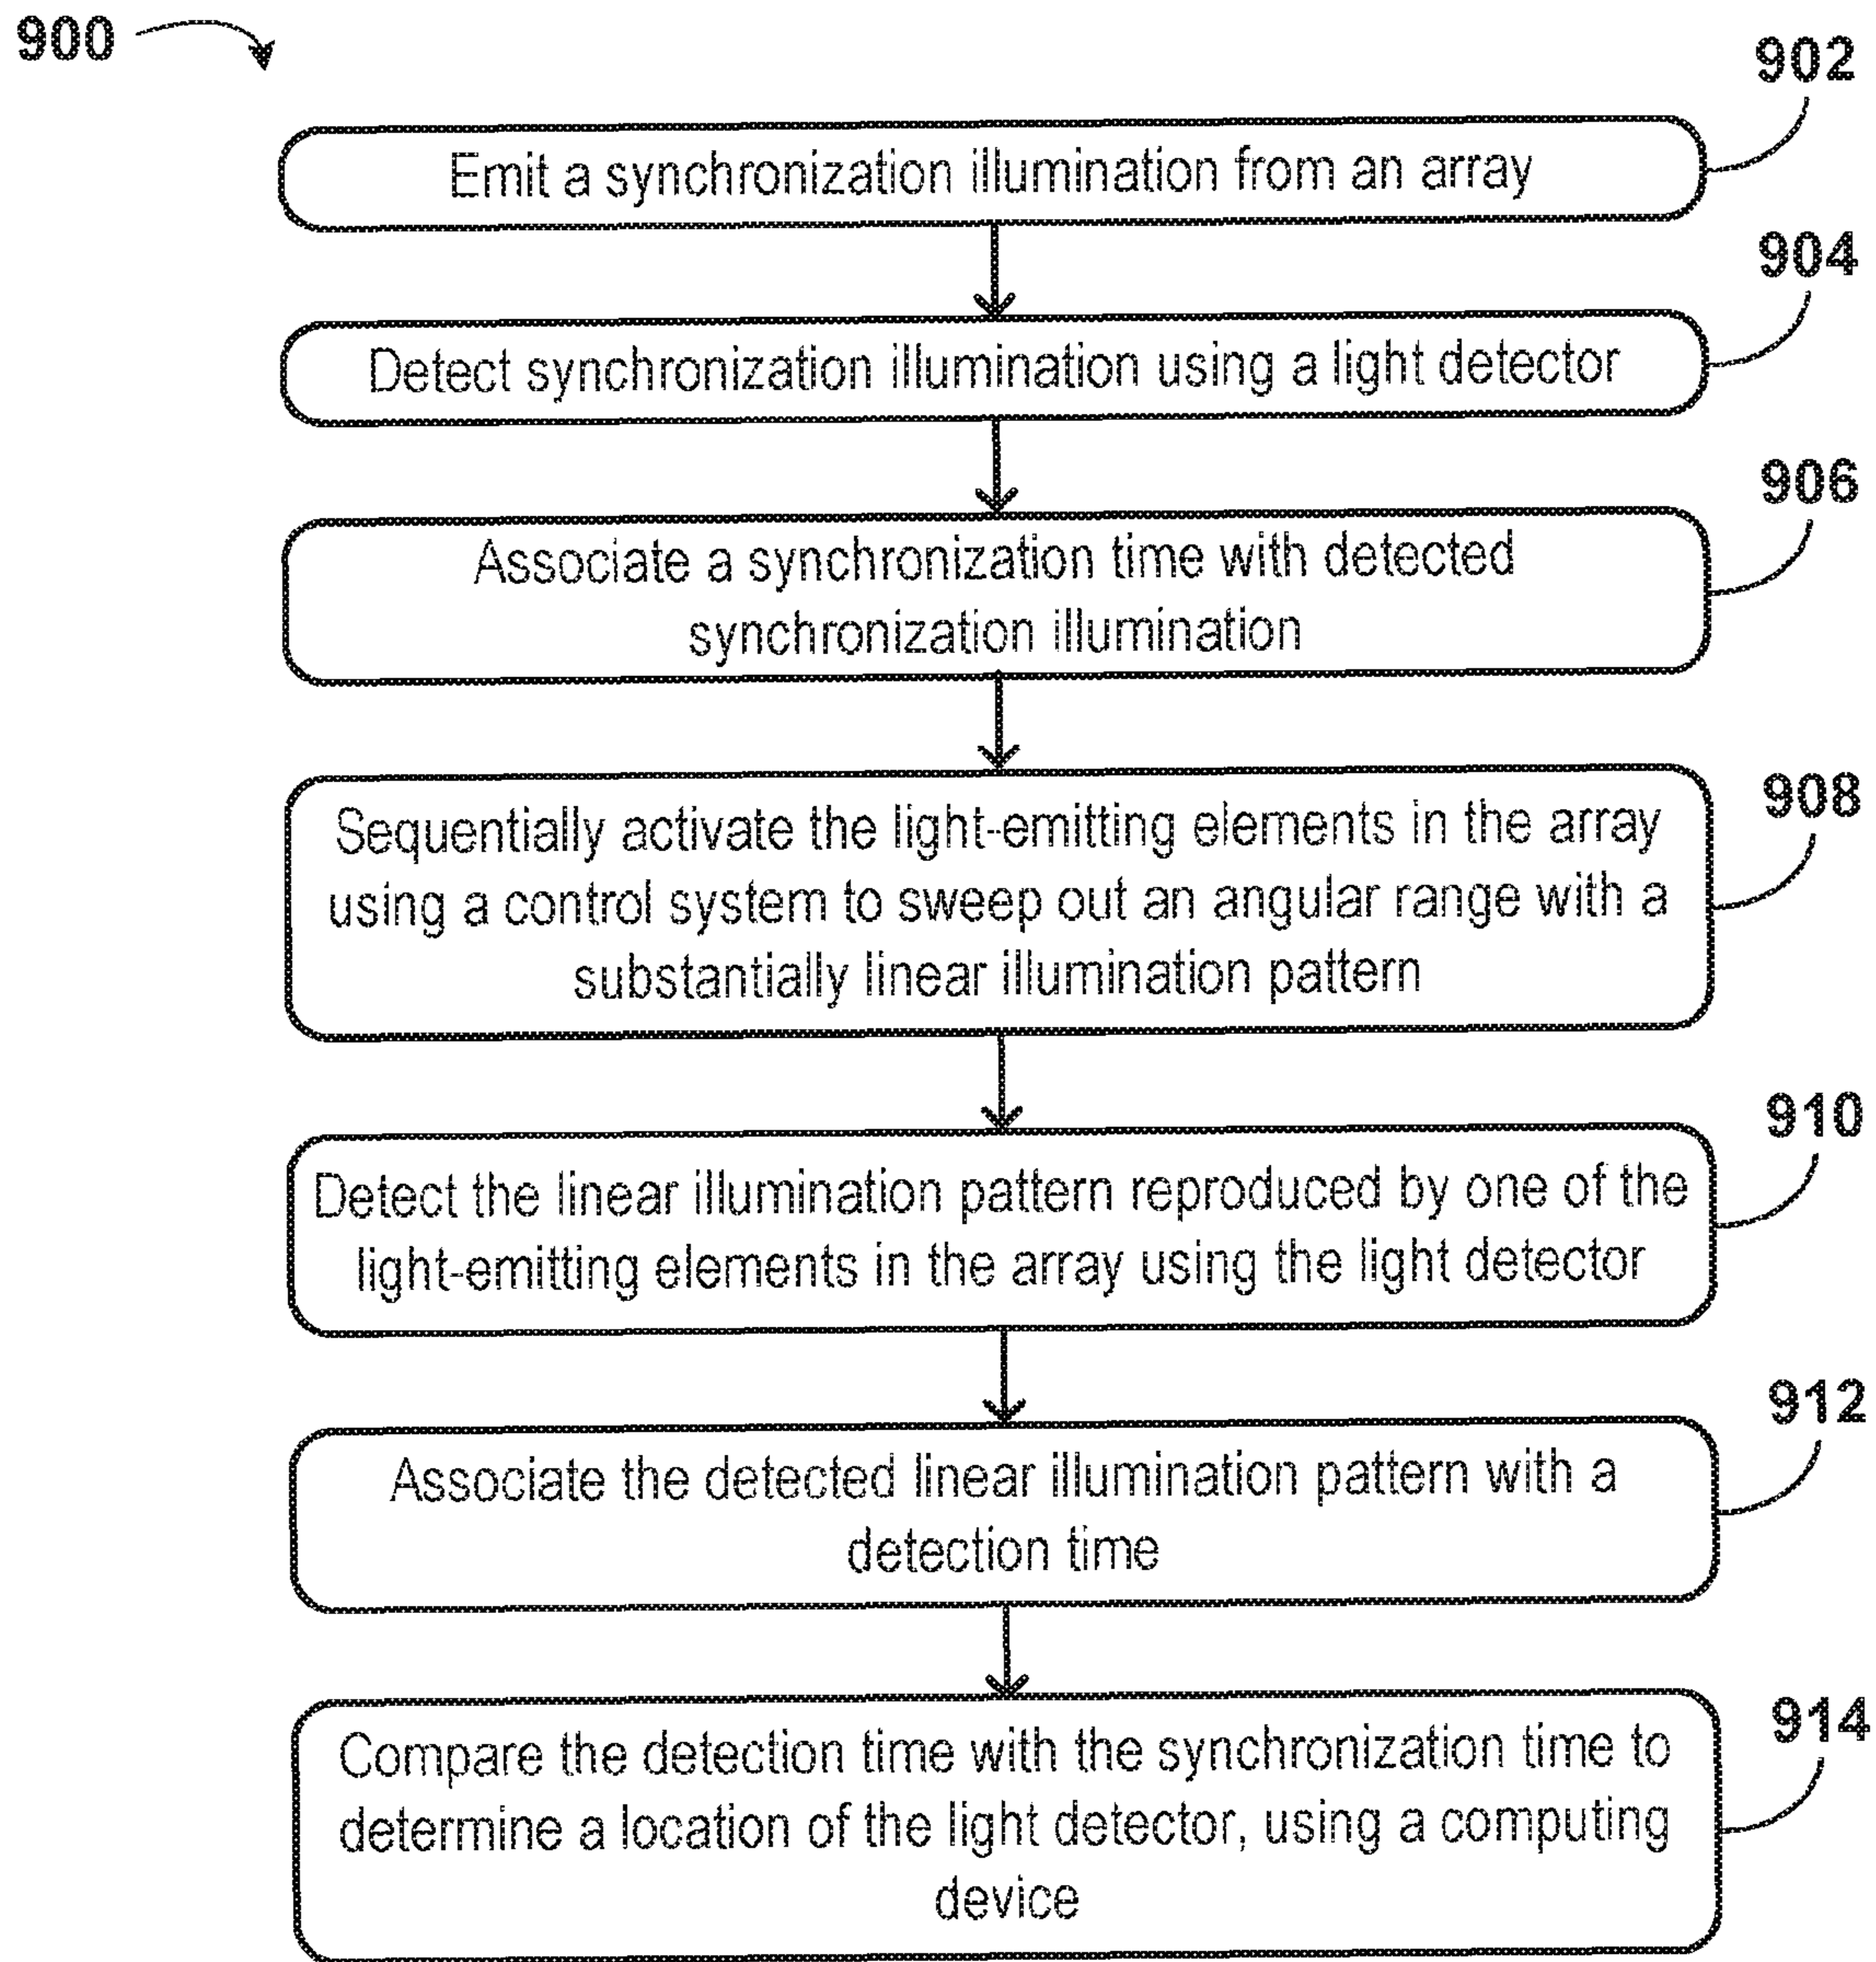 900
902
Emit a synchronization illumination from an array
904
Detect synchronization illumination using a light detector
906
Associate a synchronization time with detected
synchronization illumination
908
Sequentially activate the light-emitting elements in the array
using a control system to sweep out an angular range with a
substantially linear illumination pattern
910
Detect the linear illumination pattern reproduced by one of the
light-emitting elements in the array using the light detector
912
Associate the detected linear illumination pattern with a
detection time
914
Compare the detection time with the synchronization time to
determine a location of the light detector, using a computing
device